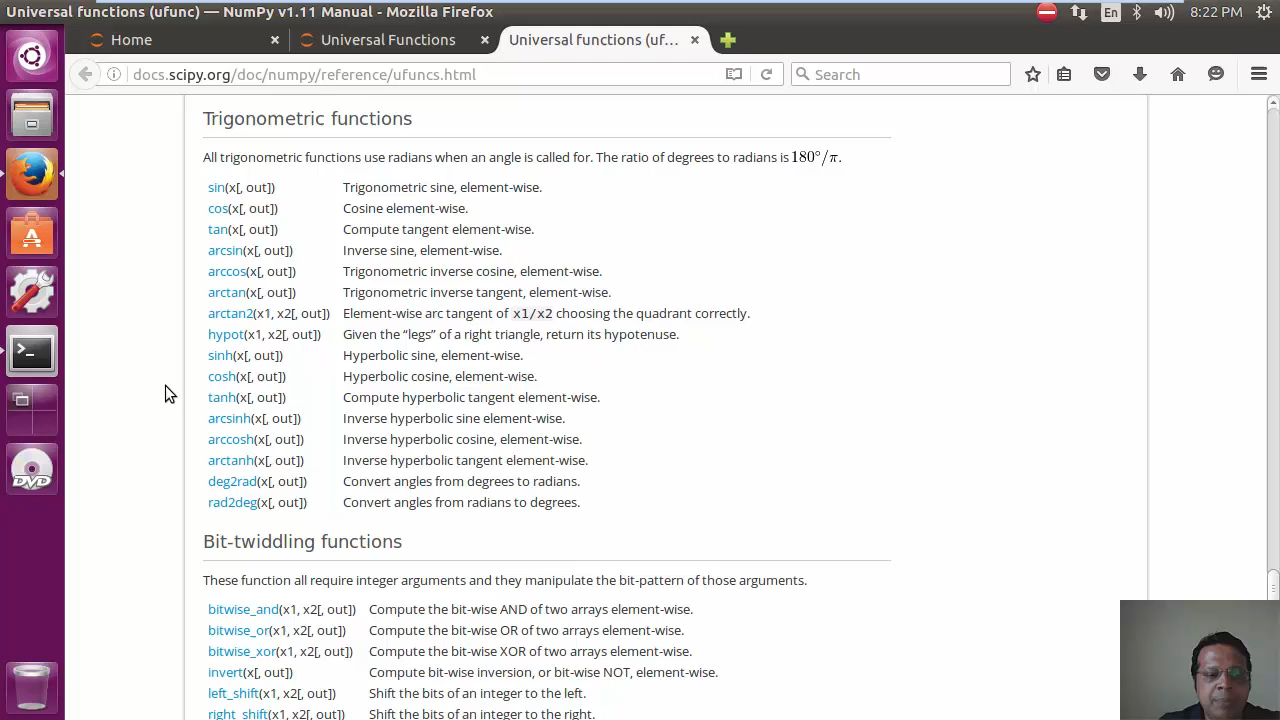 Universal functions (ufunc) — NumPy v1.11 Manual - Mozilla Firefox
En
8:22 PM
Home
Universal Functions
Universal functions (uf...
docs.scipy.org/doc/numpy/reference/ufuncs.html
Search
Trigonometric functions
All trigonometric functions use radians when an angle is called for. The ratio of degrees to radians is 180°/π.
sin(x[, out]) Trigonometric sine, element-wise.
cos(x[, out]) Cosine element-wise.
tan(x[, out]) Compute tangent element-wise.
arcsin(x[, out]) Inverse sine, element-wise.
arccos(x[, out]) Trigonometric inverse cosine, element-wise.
arctan(x[, out]) Trigonometric inverse tangent, element-wise.
arctan2(x1, x2[, out]) Element-wise arc tangent of x1/x2 choosing the quadrant correctly.
hypot(x1, x2[, out]) Given the “legs” of a right triangle, return its hypotenuse.
sinh(x[, out]) Hyperbolic sine, element-wise.
cosh(x[, out]) Hyperbolic cosine, element-wise.
tanh(x[, out]) Compute hyperbolic tangent element-wise.
arcsinh(x[, out]) Inverse hyperbolic sine element-wise.
arccosh(x[, out]) Inverse hyperbolic cosine, element-wise.
arctanh(x[, out]) Inverse hyperbolic tangent element-wise.
deg2rad(x[, out]) Convert angles from degrees to radians.
rad2deg(x[, out]) Convert angles from radians to degrees.
Bit-twiddling functions
These function all require integer arguments and they manipulate the bit-pattern of those arguments.
bitwise_and(x1, x2[, out]) Compute the bit-wise AND of two arrays element-wise.
bitwise_or(x1, x2[, out]) Compute the bit-wise OR of two arrays element-wise.
bitwise_xor(x1, x2[, out]) Compute the bit-wise XOR of two arrays element-wise.
invert(x[, out]) Compute bit-wise inversion, or bit-wise NOT, element-wise.
left_shift(x1, x2[, out]) Shift the bits of an integer to the left.
right_shift(x1, x2[, out]) Shift the bits of an integer to the right.
DVD